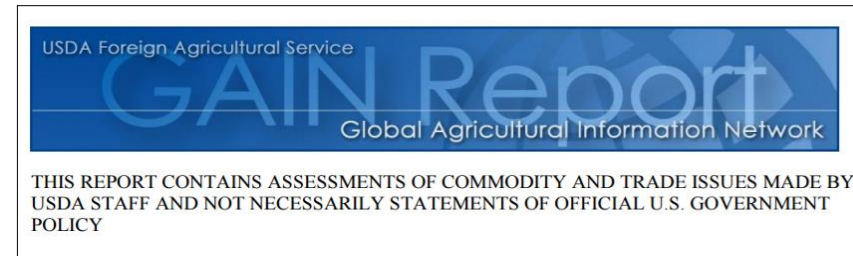 USDA Foreign Agricultural Service
GAIN Report
Global Agricultural Information Network
THIS REPORT CONTAINS ASSESSMENTS OF COMMODITY AND TRADE ISSUES MADE BY
USDA STAFF AND NOT NECESSARILY STATEMENTS OF OFFICIAL U.S. GOVERNMENT
POLICY